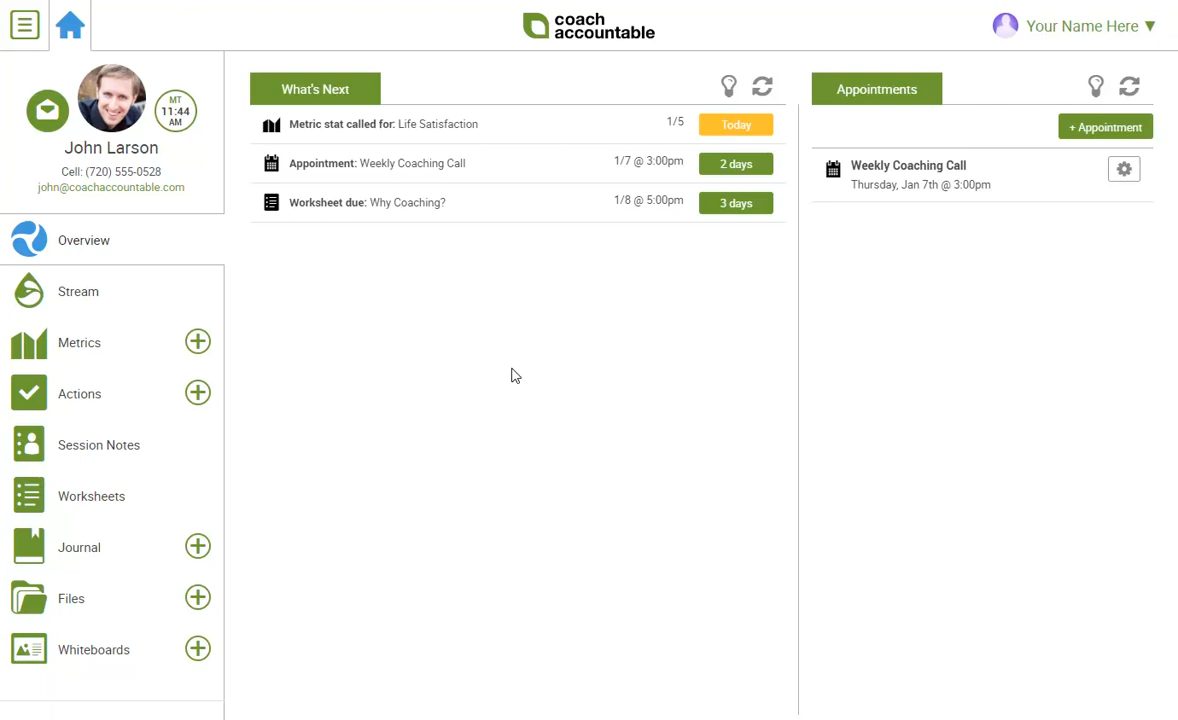 coach
accountable
Your Name Here ▼
MT
11:44
AM
John Larson
Cell: (720) 555-0528
john@coachaccountable.com
Overview
Stream
Metrics
Actions
Session Notes
Worksheets
Journal
Files
Whiteboards
What's Next
Metric stat called for: Life Satisfaction 1/5 Today
Appointment: Weekly Coaching Call 1/7 @ 3:00pm 2 days
Worksheet due: Why Coaching? 1/8 @ 5:00pm 3 days
Appointments
+ Appointment
Weekly Coaching Call
Thursday, Jan 7th @ 3:00pm